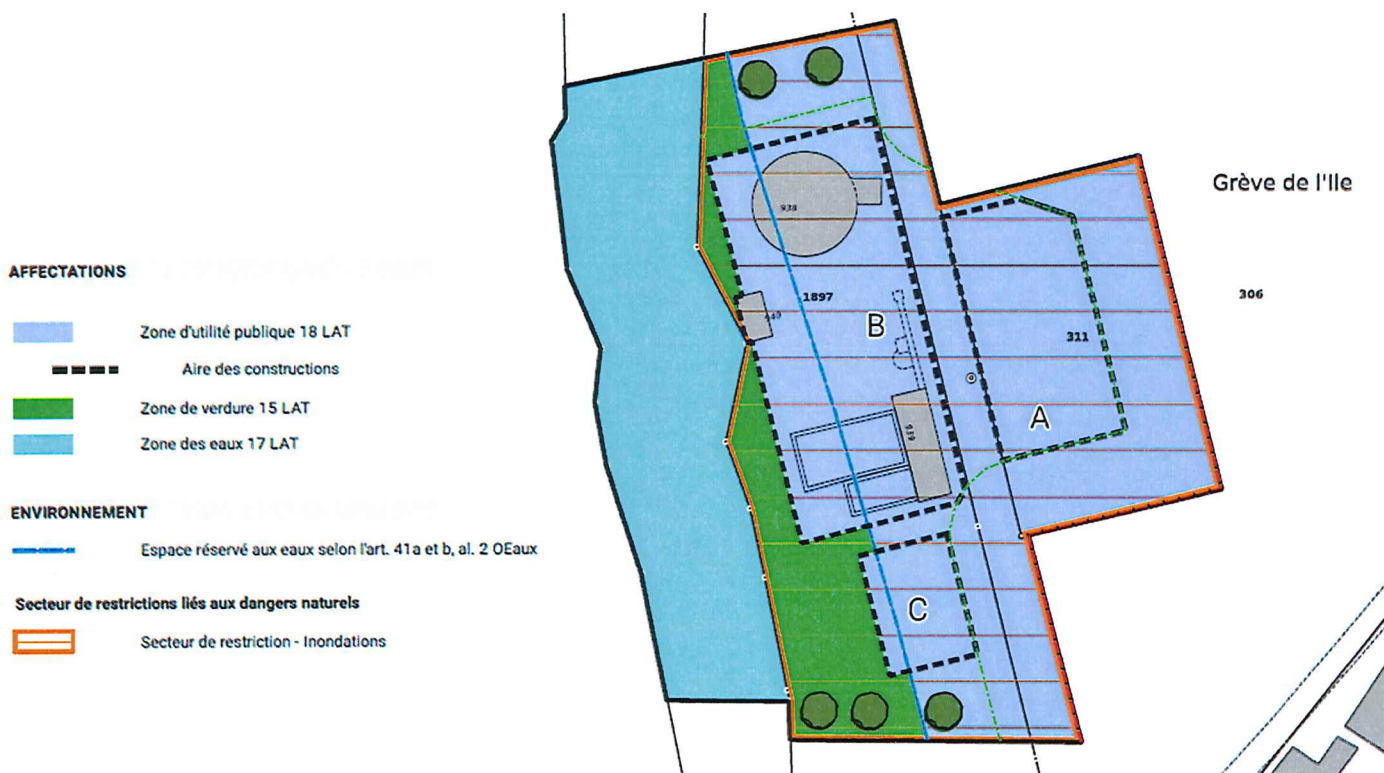 AFFECTATIONS
Zone d'utilité publique 18 LAT
Aire des constructions
Zone de verdure 15 LAT
Zone des eaux 17 LAT
ENVIRONNEMENT
Espace réservé aux eaux selon l'art. 41a et b, al. 2 OEaux
Secteur de restrictions liés aux dangers naturels
Secteur de restriction - Inondations
Grève de l'Ile
938
306
1897
B
311
A
939
C